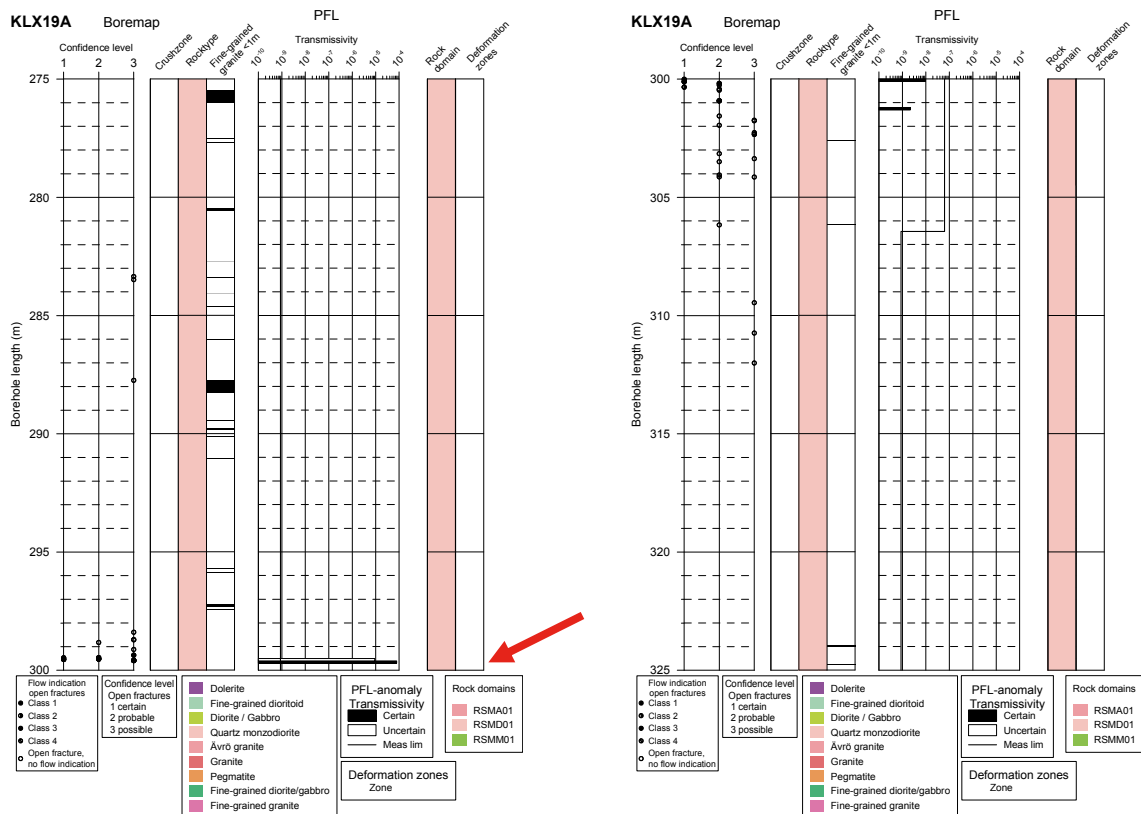 KLX19A Boremap
PFL
Confidence level
Crushzone
Rocktype
Fine-grained
granite <1m
Transmissivity
10⁻¹⁰ 10⁻⁹ 10⁻⁸ 10⁻⁷ 10⁻⁶ 10⁻⁵ 10⁻⁴
Rock
domain
Deformation
zones
1 2 3
Borehole length (m)
275
280
285
290
295
300
Flow indication
open fractures
Class 1
Class 2
Class 3
Class 4
Open fracture,
no flow indication
Confidence level
Open fractures
1 certain
2 probable
3 possible
Dolerite
Fine-grained dioritoid
Diorite / Gabbro
Quartz monzodiorite
Ävrö granite
Granite
Pegmatite
Fine-grained diorite/gabbro
Fine-grained granite
PFL-anomaly
Transmissivity
Certain
Uncertain
Meas lim
Deformation zones
Zone
Rock domains
RSMA01
RSMD01
RSMM01
KLX19A Boremap
PFL
Confidence level
Crushzone
Rocktype
Fine-grained
granite <1m
Transmissivity
10⁻¹⁰ 10⁻⁹ 10⁻⁸ 10⁻⁷ 10⁻⁶ 10⁻⁵ 10⁻⁴
Rock
domain
Deformation
zones
1 2 3
Borehole length (m)
300
305
310
315
320
325
Flow indication
open fractures
Class 1
Class 2
Class 3
Class 4
Open fracture,
no flow indication
Confidence level
Open fractures
1 certain
2 probable
3 possible
Dolerite
Fine-grained dioritoid
Diorite / Gabbro
Quartz monzodiorite
Ävrö granite
Granite
Pegmatite
Fine-grained diorite/gabbro
Fine-grained granite
PFL-anomaly
Transmissivity
Certain
Uncertain
Meas lim
Deformation zones
Zone
Rock domains
RSMA01
RSMD01
RSMM01